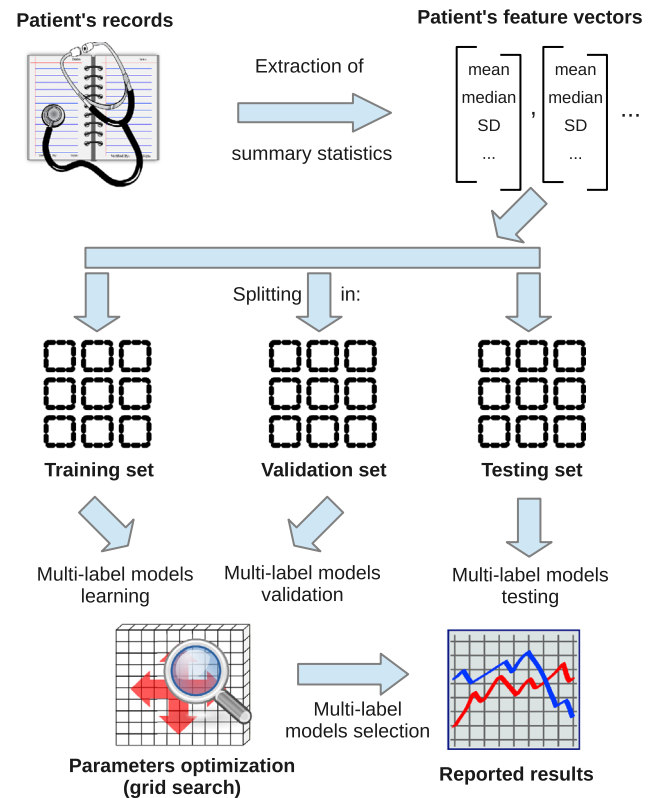 Patient's records
Patient's feature vectors
Extraction of
summary statistics
mean
median
SD
...
,
mean
median
SD
...
...
Splitting in:
Training set
Validation set
Testing set
Multi-label models
learning
Multi-label models
validation
Multi-label models
testing
Multi-label
models selection
Parameters optimization
(grid search)
Reported results